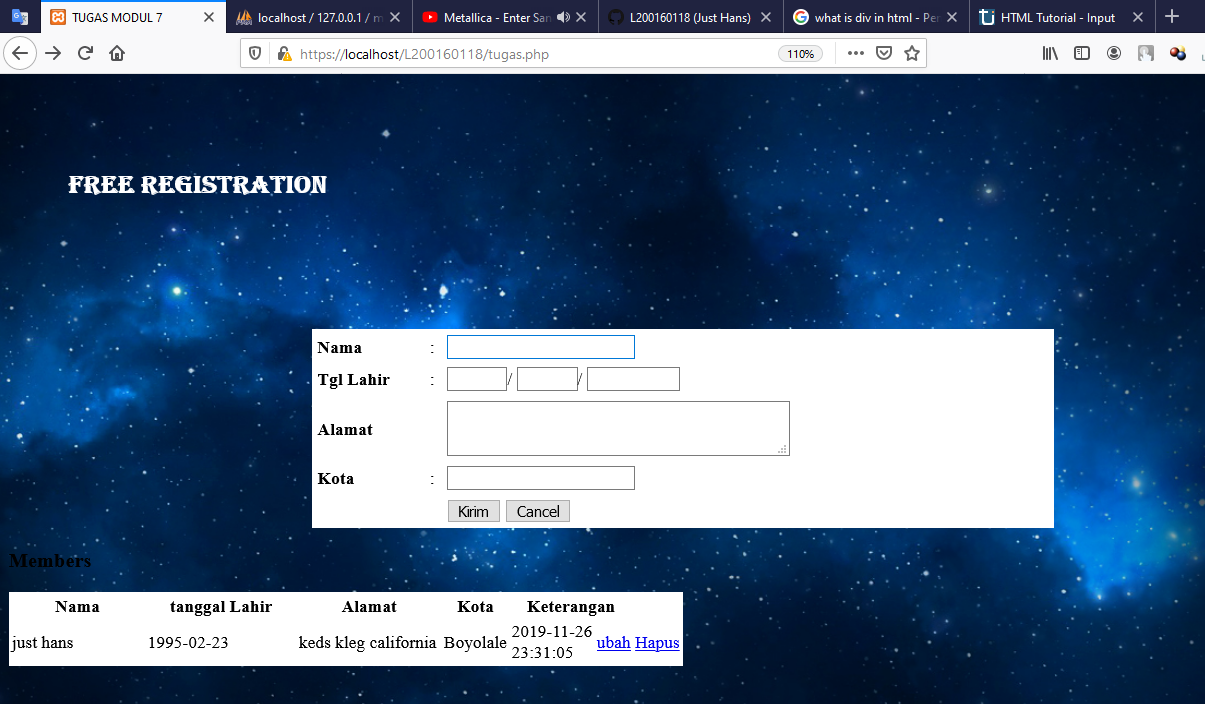 TUGAS MODUL 7
localhost / 127.0.0.1 / m
Metallica - Enter San
L200160118 (Just Hans)
what is div in html - Pen
HTML Tutorial - Input
https://localhost/L200160118/tugas.php
110%
FREE REGISTRATION
Nama :
Tgl Lahir : / /
Alamat
Kota :
Kirim Cancel
Members
Nama tanggal Lahir Alamat Kota Keterangan
just hans 1995-02-23 keds kleg california Boyolale 2019-11-26 23:31:05 ubah Hapus